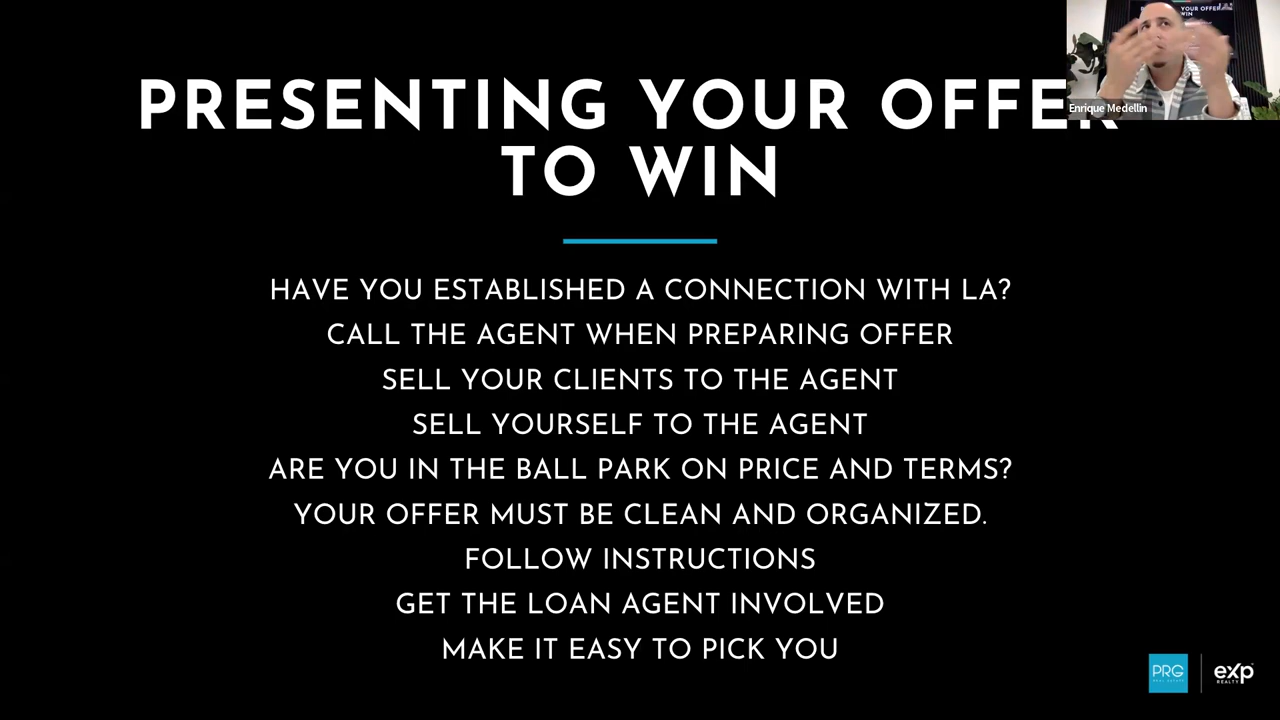 PRESENTING YOUR OFFER
TO WIN
HAVE YOU ESTABLISHED A CONNECTION WITH LA?
CALL THE AGENT WHEN PREPARING OFFER
SELL YOUR CLIENTS TO THE AGENT
SELL YOURSELF TO THE AGENT
ARE YOU IN THE BALL PARK ON PRICE AND TERMS?
YOUR OFFER MUST BE CLEAN AND ORGANIZED.
FOLLOW INSTRUCTIONS
GET THE LOAN AGENT INVOLVED
MAKE IT EASY TO PICK YOU
Enrique Medellin
PRG
REAL ESTATE
eXp
REALTY